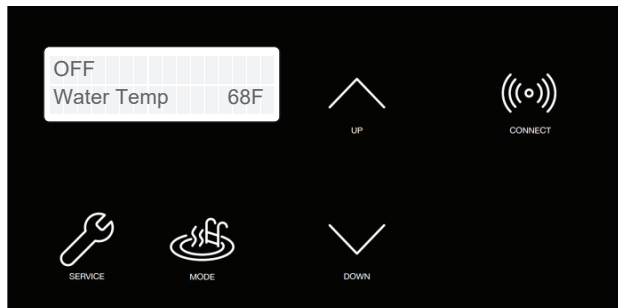 OFF
Water Temp 68F
UP
CONNECT
SERVICE
MODE
DOWN